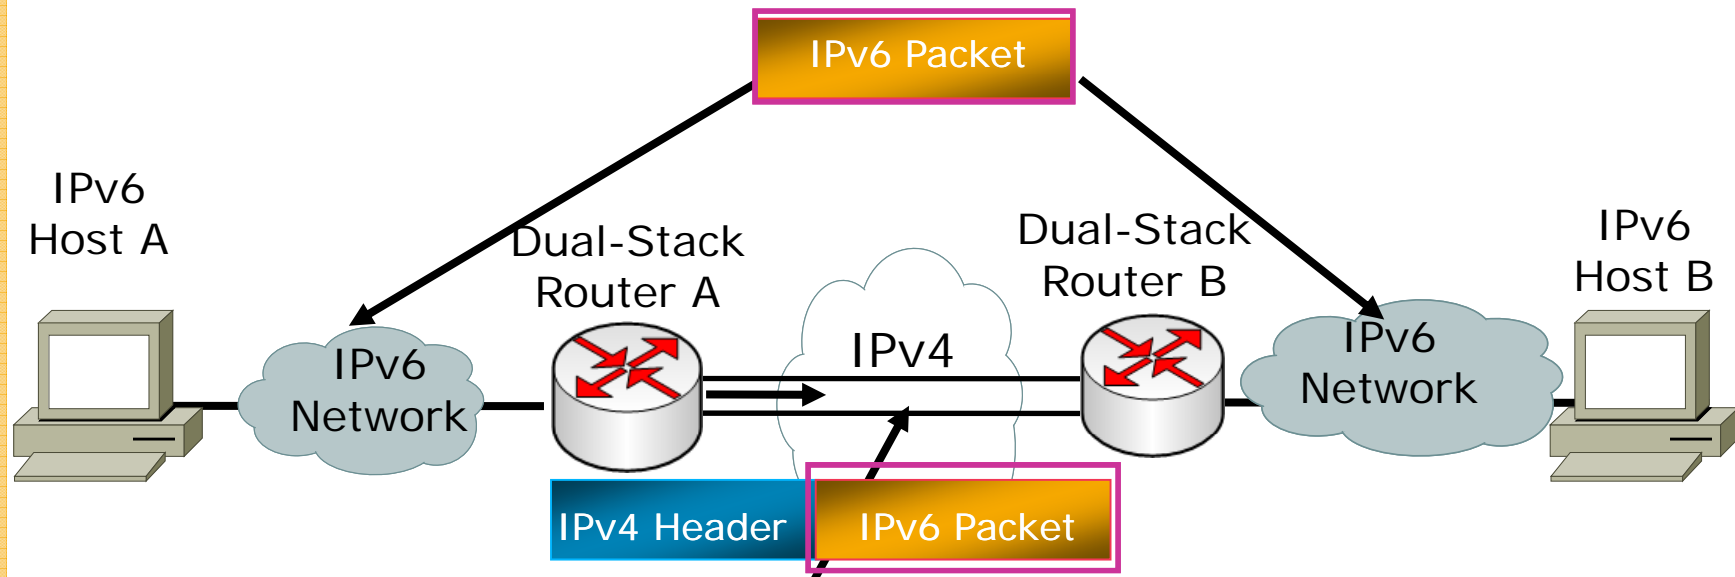 IPv6 Packet
IPv6
Host A
Dual-Stack
Router A
Dual-Stack
Router B
IPv6
Host B
IPv6
Network
IPv4
IPv6
Network
IPv4 Header
IPv6 Packet